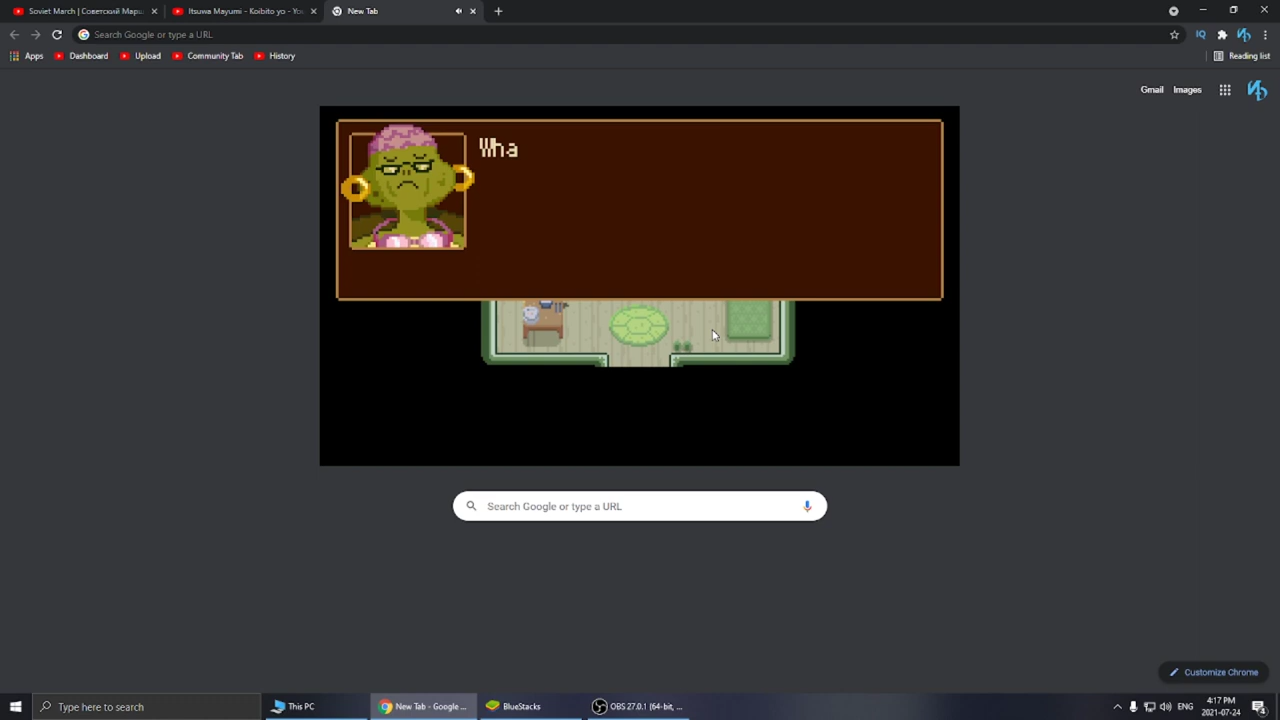 Soviet March | Советский Марш
Itsuwa Mayumi - Koibito yo - You
New Tab
Search Google or type a URL
Apps
Dashboard
Upload
Community Tab
History
Reading list
Gmail
Images
Wha
Search Google or type a URL
Customize Chrome
Type here to search
This PC
New Tab - Google ...
BlueStacks
OBS 27.0.1 (64-bit, ...
ENG
4:17 PM
2021-07-24